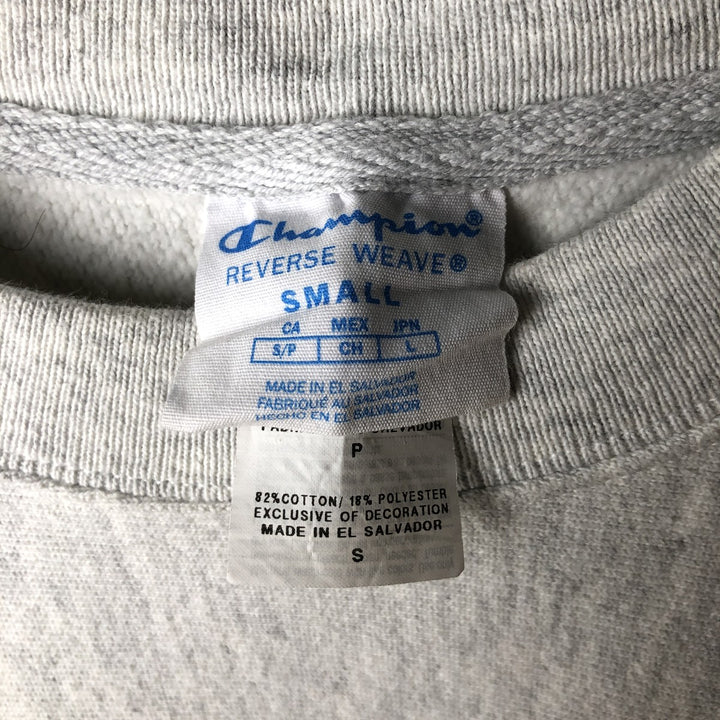 Champion®
REVERSE WEAVE®
SMALL
CA MEX JPN
S/P CH L
MADE IN EL SALVADOR
FABRIQUÉ AU SALVADOR
HECHO EN EL SALVADOR
SALVADOR
P
82%COTTON/ 18% POLYESTER
EXCLUSIVE OF DECORATION
MADE IN EL SALVADOR
S